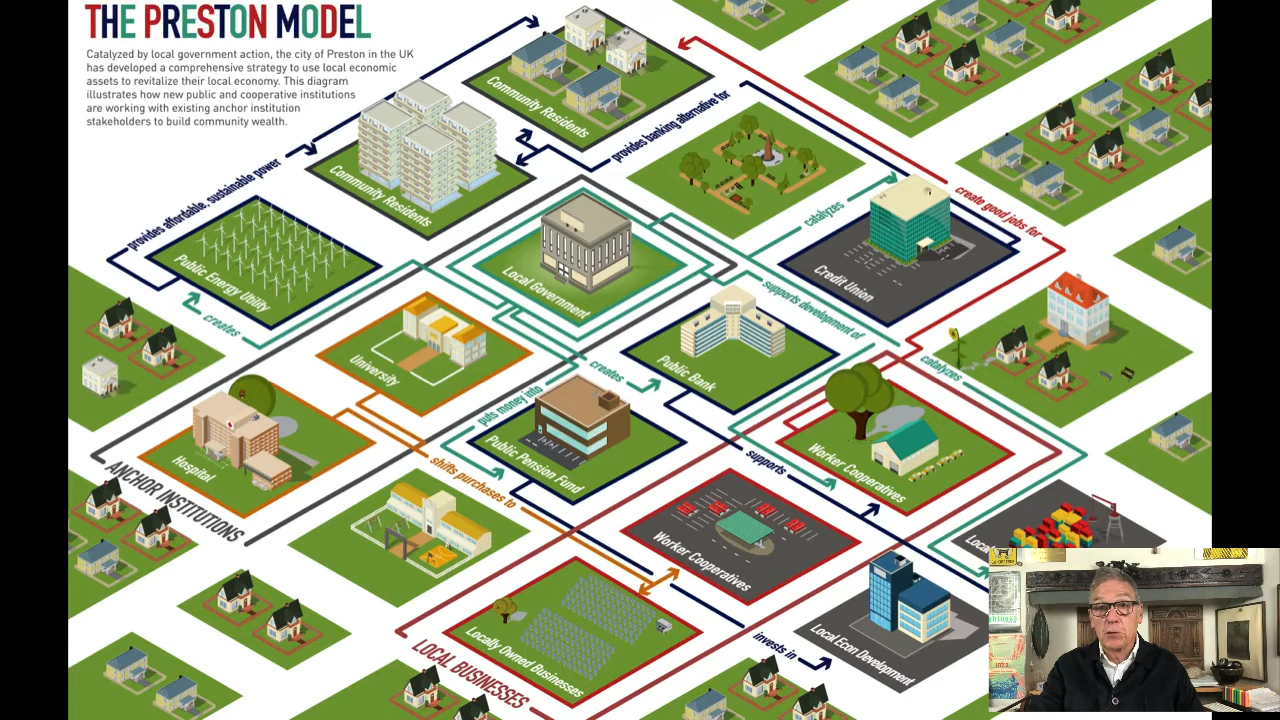 THE PRESTON MODEL
Catalyzed by local government action, the city of Preston in the UK
has developed a comprehensive strategy to use local economic
assets to revitalize their local economy. This diagram
illustrates how new public and cooperative institutions
are working with existing anchor institution
stakeholders to build community wealth.
Community Residents
provides banking alternative for
Community Residents
provides affordable, sustainable power
create good jobs for
catalyzes
Public Energy Utility
Local Government
Credit Union
supports development of
creates
University
creates
Public Bank
catalyzes
puts money into
Hospital
shifts purchases to
Public Pension Fund
supports
Worker Cooperatives
ANCHOR INSTITUTIONS
Worker Cooperatives
Local
Locally Owned Businesses
invests in
Local Econ Development
LOCAL BUSINESSES